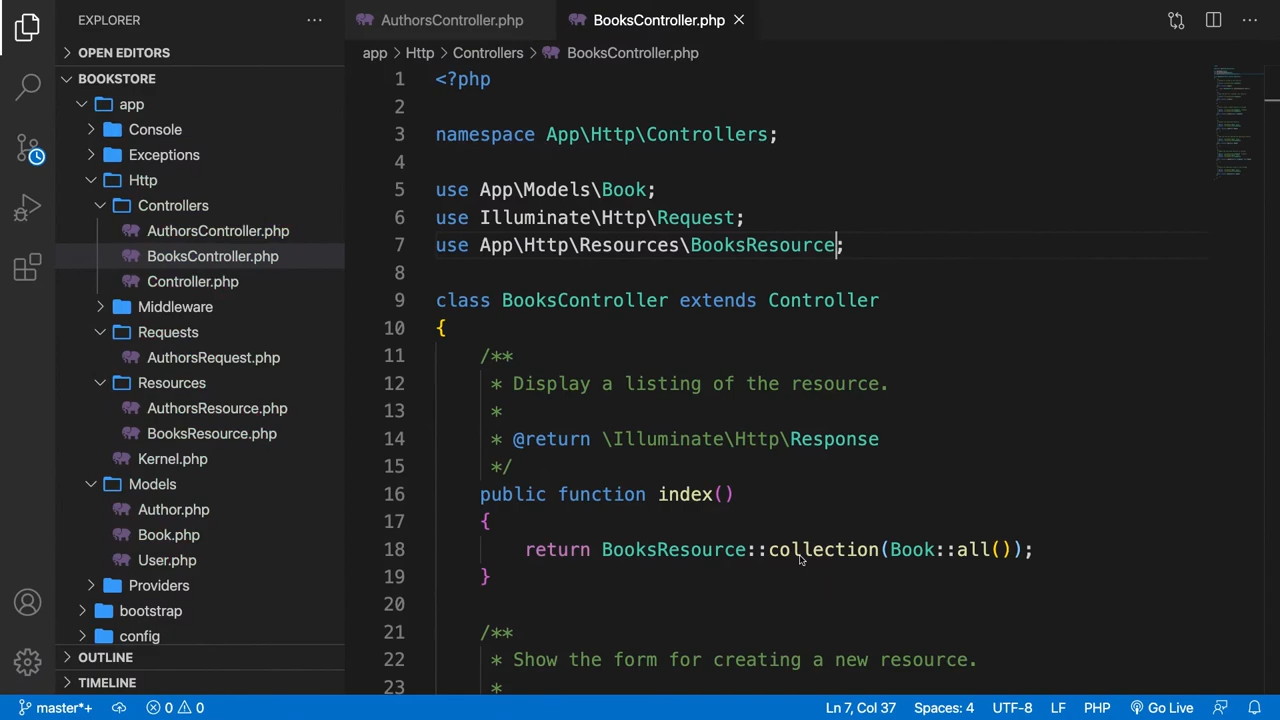 EXPLORER
OPEN EDITORS
BOOKSTORE
app
Console
Exceptions
Http
Controllers
AuthorsController.php
BooksController.php
Controller.php
Middleware
Requests
AuthorsRequest.php
Resources
AuthorsResource.php
BooksResource.php
Kernel.php
Models
Author.php
Book.php
User.php
Providers
bootstrap
config
OUTLINE
TIMELINE
AuthorsController.php
BooksController.php
app > Http > Controllers > BooksController.php
1 <?php
2
3 namespace App\Http\Controllers;
4
5 use App\Models\Book;
6 use Illuminate\Http\Request;
7 use App\Http\Resources\BooksResource;
8
9 class BooksController extends Controller
10 {
11 /**
12 * Display a listing of the resource.
13 *
14 * @return \Illuminate\Http\Response
15 */
16 public function index()
17 {
18 return BooksResource::collection(Book::all());
19 }
20
21 /**
22 * Show the form for creating a new resource.
23 *
master*+ 0 0 Ln 7, Col 37 Spaces: 4 UTF-8 LF PHP Go Live